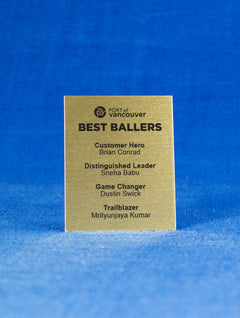 PORT of
vancouver
BEST BALLERS
Customer Hero
Brian Conrad
Distinguished Leader
Sneha Babu
Game Changer
Dustin Swick
Trailblazer
Mrityunjaya Kumar